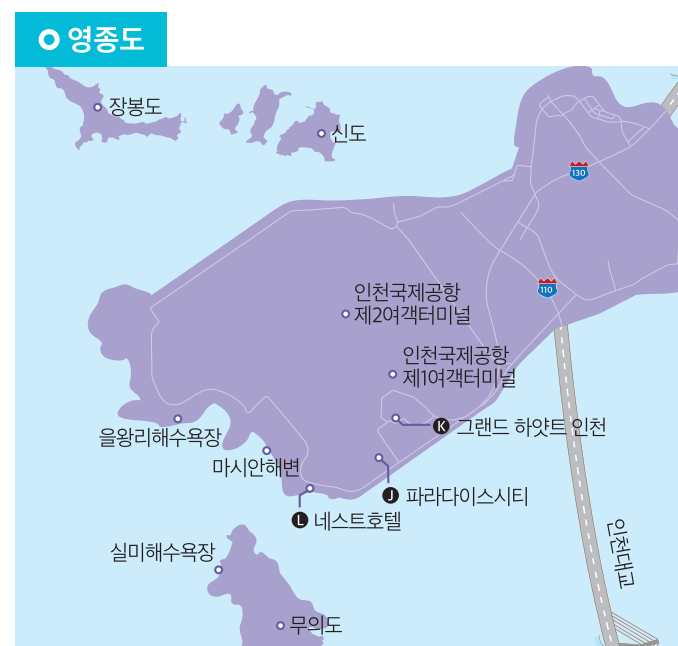 영종도
장봉도
신도
130
110
인천국제공항
제2여객터미널
인천국제공항
제1여객터미널
K 그랜드 하얏트 인천
을왕리해수욕장
마시안해변
J 파라다이스시티
L 네스트호텔
실미해수욕장
인천대교
무의도